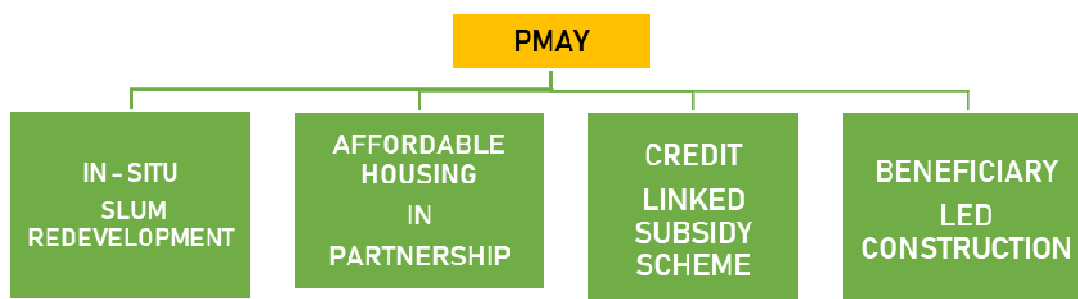 PMAY
IN-SITU
SLUM
REDEVELOPMENT
AFFORDABLE
HOUSING
IN
PARTNERSHIP
CREDIT
LINKED
SUBSIDY
SCHEME
BENEFICIARY
LED
CONSTRUCTION